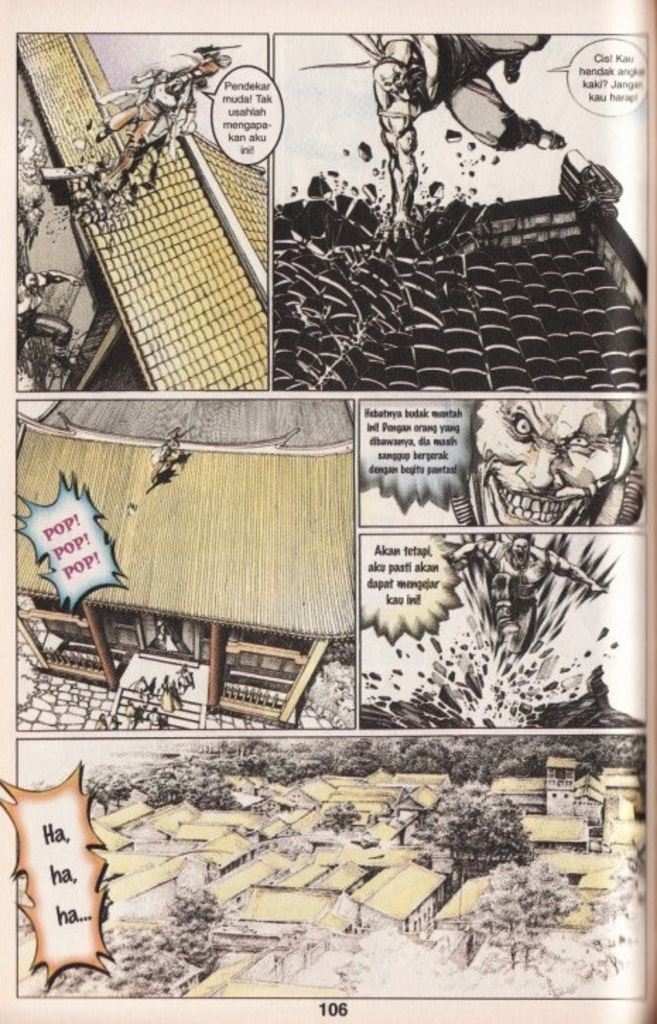 Pendekar
muda! Tak
usahlah
mengapa-
kan aku
ini!
Cis! Kau
hendak angkat
kaki? Jangan
kau harap!
POP!
POP!
POP!
Hebatnya budak mentah
ini! Dengan orang yang
dibawanya, dia masih
sanggup bergerak
dengan begitu pantas!
Akan tetapi,
aku pasti akan
dapat mengejar
kau ini!
Ha,
ha,
ha...
106